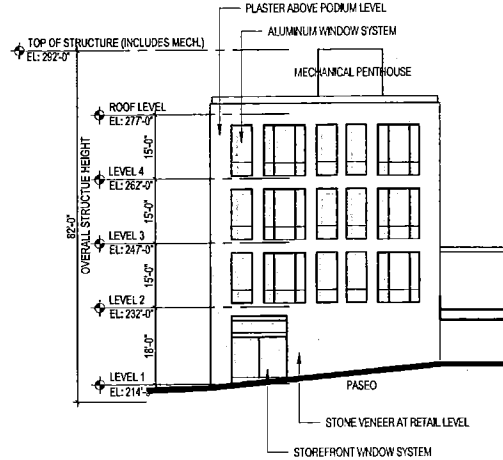 PLASTER ABOVE PODIUM LEVEL
ALUMINUM WINDOW SYSTEM
TOP OF STRUCTURE (INCLUDES MECH.)
EL: 292'-0"
MECHANICAL PENTHOUSE
ROOF LEVEL
EL: 277'-0"
15'-0"
LEVEL 4
EL: 262'-0"
15'-0"
LEVEL 3
EL: 247'-0"
15'-0"
LEVEL 2
EL: 232'-0"
18'-0"
LEVEL 1
EL: 214'-
82'-0"
OVERALL STRUCTUE HEIGHT
PASEO
STONE VENEER AT RETAIL LEVEL
STOREFRONT WNDOW SYSTEM